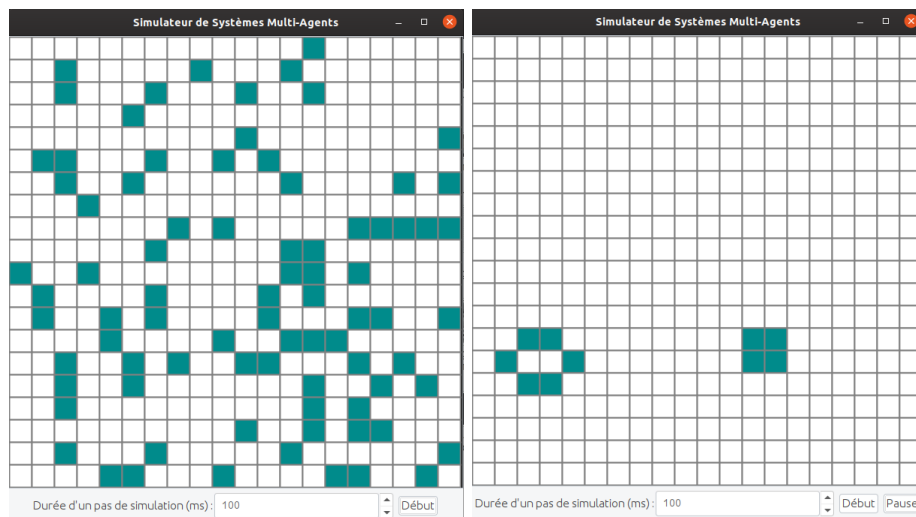 Simulateur de Systèmes Multi-Agents
Durée d'un pas de simulation (ms) : 100 Début
Simulateur de Systèmes Multi-Agents
Durée d'un pas de simulation (ms) : 100 Début Pause